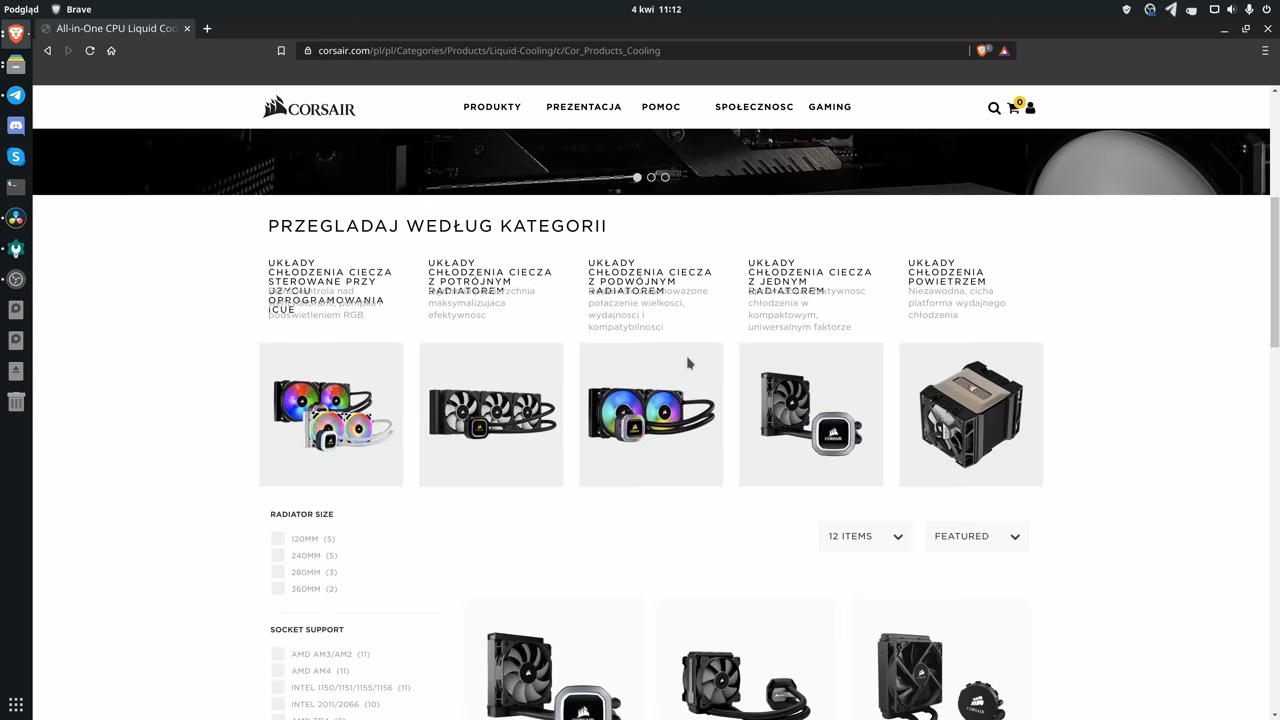 Podgląd
Brave
4 kwi 11:12
All-in-One CPU Liquid Coo
corsair.com/pl/pl/Categories/Products/Liquid-Cooling/c/Cor_Products_Cooling
CORSAIR
PRODUKTY PREZENTACJA POMOC SPOŁECZNOSC GAMING
0
PRZEGLADAJ WEDŁUG KATEGORII
UKŁADY
CHŁODZENIA CIECZA
STEROWANE PRZY
OPROGRAMOWANIA
iCUE
podswietleniem RGB
UKŁADY
CHŁODZENIA CIECZA
Z POTRÓJNYM
RADIATOREM
maksymalizujaca
efektywnosc
UKŁADY
CHŁODZENIA CIECZA
Z PODWÓJNYM
RADIATOREM
połaczenie wielkosci,
wydajnosci i
kompatybilnosci
UKŁADY
CHŁODZENIA CIECZA
Z JEDNYM
RADIATOREM
chłodzenia w
kompaktowym,
uniwersalnym faktorze
UKŁADY
CHŁODZENIA
POWIETRZEM
Niezawodna, cicha
platforma wydajnego
chłodzenia
CORSAIR
RADIATOR SIZE
120MM (5)
240MM (5)
280MM (3)
360MM (2)
12 ITEMS
FEATURED
SOCKET SUPPORT
AMD AM3/AM2 (11)
AMD AM4 (11)
INTEL 1150/1151/1155/1156 (11)
INTEL 2011/2066 (10)
CORSAIR